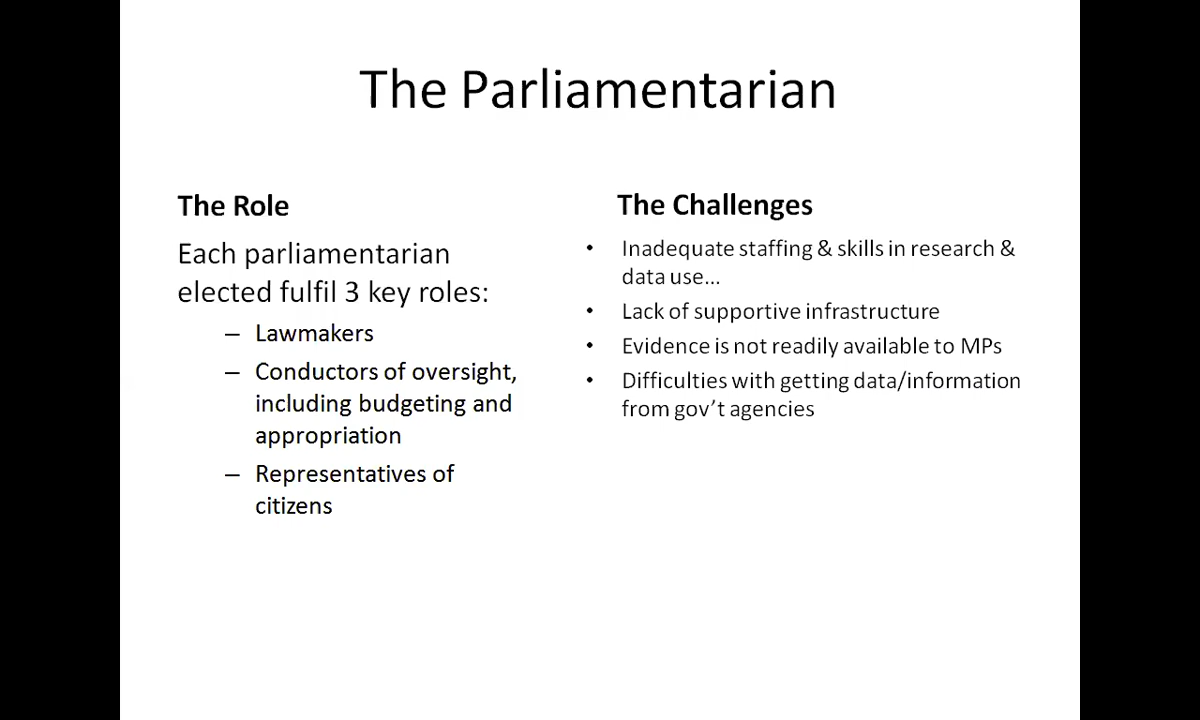 The Parliamentarian
The Role
Each parliamentarian
elected fulfil 3 key roles:
– Lawmakers
– Conductors of oversight,
including budgeting and
appropriation
– Representatives of
citizens
The Challenges
• Inadequate staffing & skills in research &
data use...
• Lack of supportive infrastructure
• Evidence is not readily available to MPs
• Difficulties with getting data/information
from gov't agencies